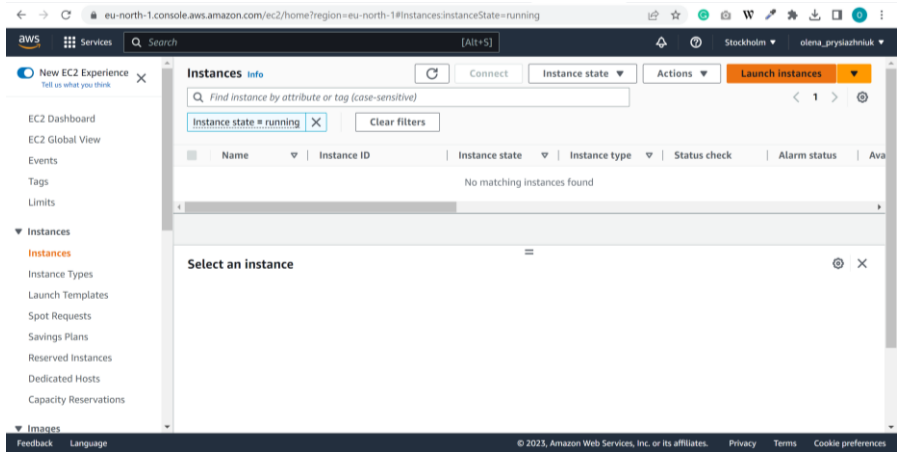 eu-north-1.console.aws.amazon.com/ec2/home?region=eu-north-1#Instances:instanceState=running
aws Services Search [Alt+S] Stockholm olena_prysiazhniuk
New EC2 Experience
Tell us what you think
EC2 Dashboard
EC2 Global View
Events
Tags
Limits
Instances
Instances
Instance Types
Launch Templates
Spot Requests
Savings Plans
Reserved Instances
Dedicated Hosts
Capacity Reservations
Images
Instances Info Connect Instance state Actions Launch instances
Find instance by attribute or tag (case-sensitive) 1
Instance state = running Clear filters
Name Instance ID Instance state Instance type Status check Alarm status Ava
No matching instances found
Select an instance
Feedback Language © 2023, Amazon Web Services, Inc. or its affiliates. Privacy Terms Cookie preferences